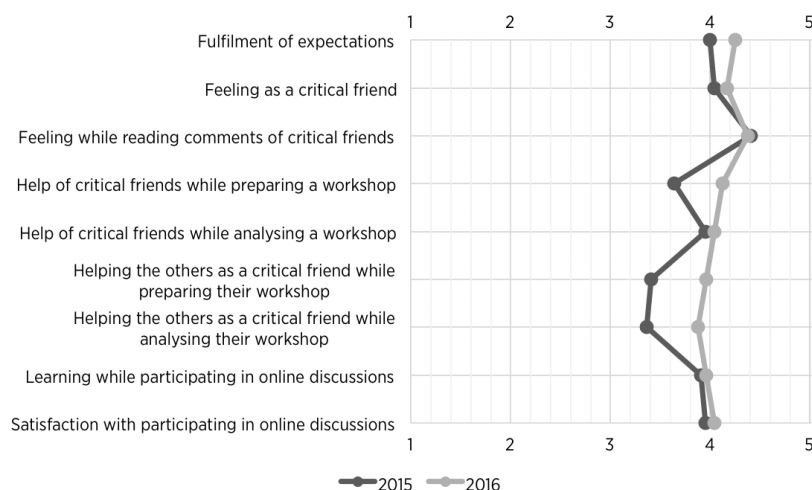 1 2 3 4 5
Fulfilment of expectations
Feeling as a critical friend
Feeling while reading comments of critical friends
Help of critical friends while preparing a workshop
Help of critical friends while analysing a workshop
Helping the others as a critical friend while
preparing their workshop
Helping the others as a critical friend while
analysing their workshop
Learning while participating in online discussions
Satisfaction with participating in online discussions
1 2 3 4 5
2015 2016